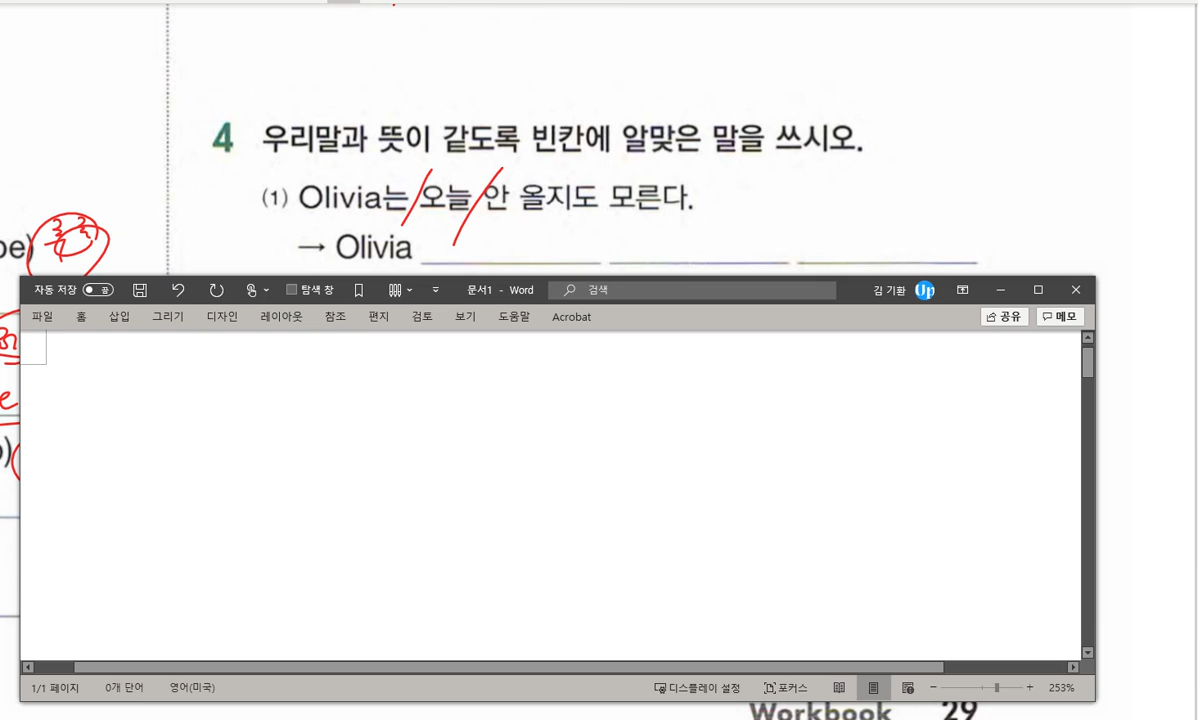 4 우리말과 뜻이 같도록 빈칸에 알맞은 말을 쓰시오.
(1) Olivia는 오늘 안 올지도 모른다.
→ Olivia
자동 저장 끔 탐색 창 문서1 - Word 검색 김 기환 Up
파일 홈 삽입 그리기 디자인 레이아웃 참조 편지 검토 보기 도움말 Acrobat 공유 메모
1/1 페이지 0개 단어 영어(미국) 디스플레이 설정 포커스 253%
Workbook 29